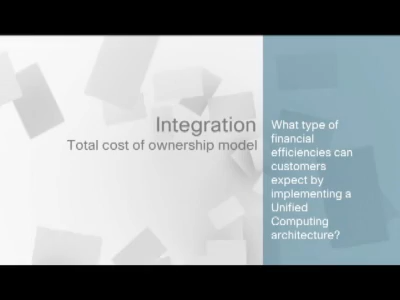 Integration
Total cost of ownership model
What type of
financial
efficiencies can
customers
expect by
implementing a
Unified
Computing
architecture?